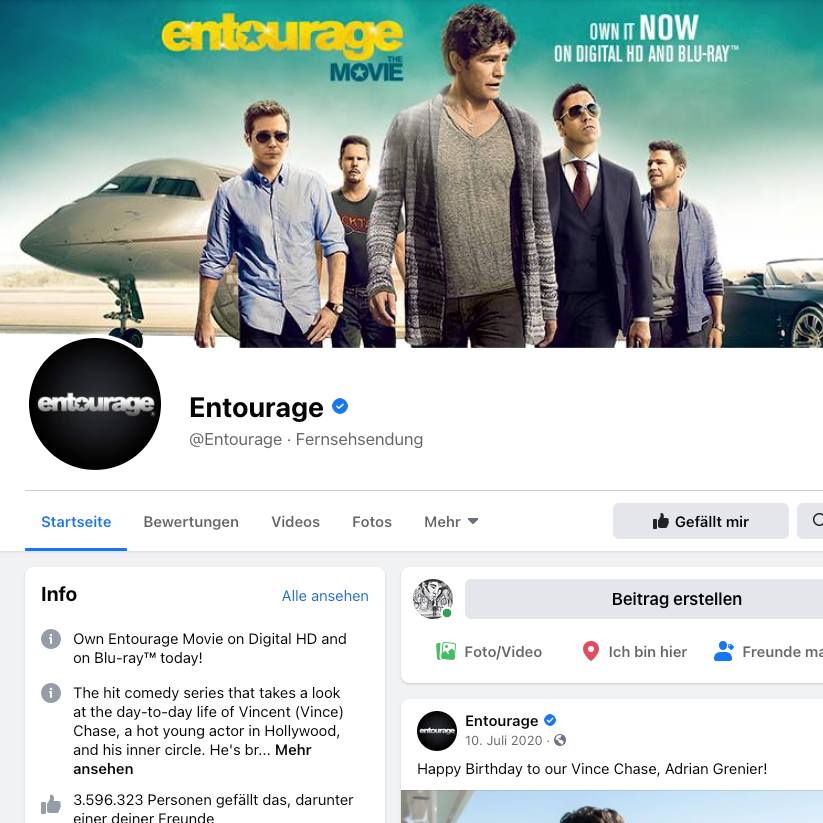 entourage
THE
MOVIE
OWN IT NOW
ON DIGITAL HD AND BLU-RAY™
entourage
Entourage
@Entourage · Fernsehsendung
Startseite
Bewertungen
Videos
Fotos
Mehr
Gefällt mir
Info
Alle ansehen
Own Entourage Movie on Digital HD and
on Blu-ray™ today!
The hit comedy series that takes a look
at the day-to-day life of Vincent (Vince)
Chase, a hot young actor in Hollywood,
and his inner circle. He's br... Mehr
ansehen
3.596.323 Personen gefällt das, darunter
einer deiner Freunde
Beitrag erstellen
Foto/Video
Ich bin hier
Freunde ma
entourage
Entourage
10. Juli 2020 ·
Happy Birthday to our Vince Chase, Adrian Grenier!